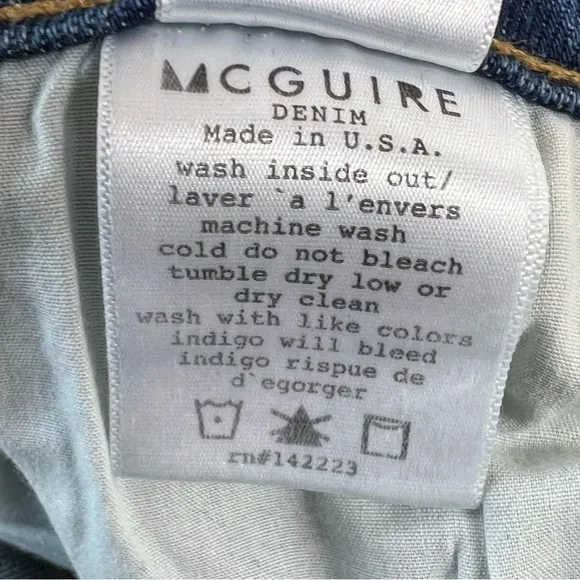 MCGUIRE
DENIM
Made in U.S.A.
wash inside out/
laver `a l'envers
machine wash
cold do not bleach
tumble dry low or
dry clean
wash with like colors
indigo will bleed
indigo rispue de
d`egorger
rn#142223